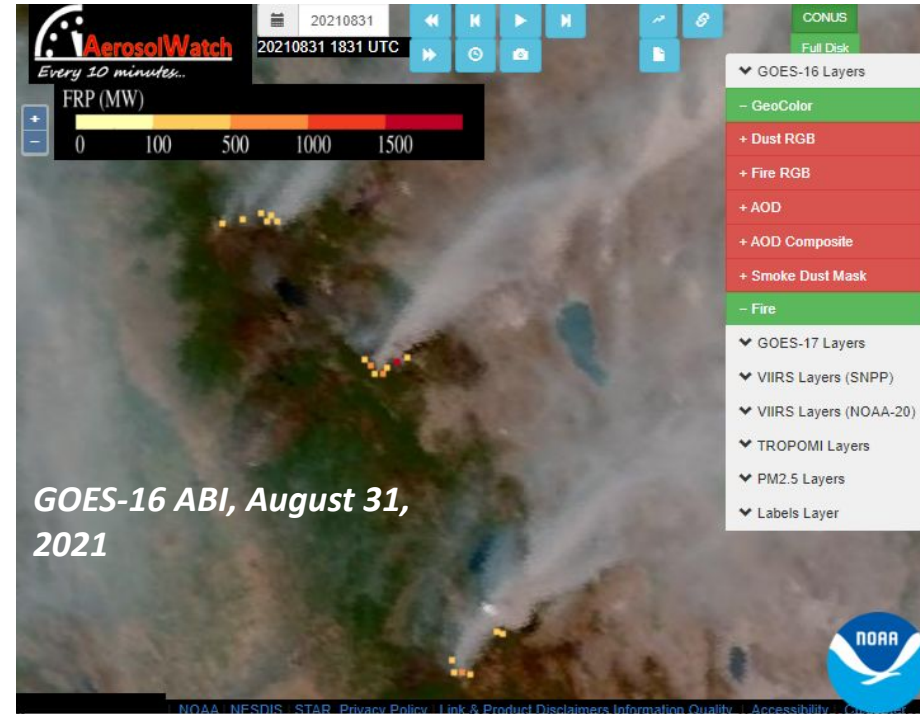 20210831
CONUS
AerosolWatch
20210831 1831 UTC
Full Disk
Every 10 minutes...
GOES-16 Layers
FRP (MW)
− GeoColor
0 100 500 1000 1500
+ Dust RGB
+ Fire RGB
+ AOD
+ AOD Composite
+ Smoke Dust Mask
− Fire
GOES-17 Layers
VIIRS Layers (SNPP)
VIIRS Layers (NOAA-20)
TROPOMI Layers
PM2.5 Layers
Labels Layer
GOES-16 ABI, August 31,
2021
NOAA
| NOAA | NESDIS | STAR. Privacy Policy | Link & Product Disclaimers Information Quality | Accessibility |